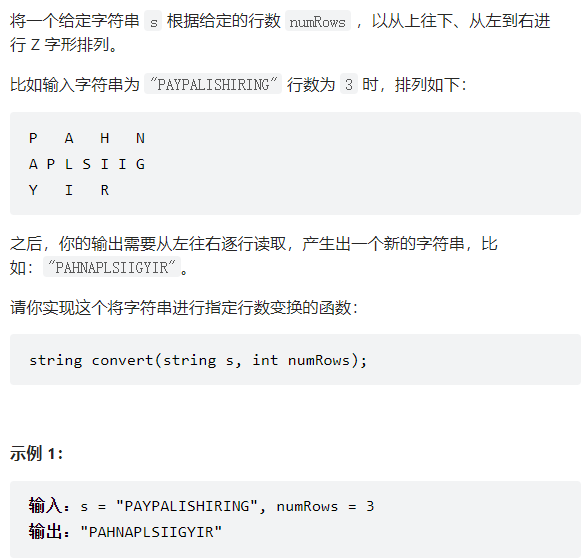 将一个给定字符串 s 根据给定的行数 numRows ，以从上往下、从左到右进
行 Z 字形排列。
比如输入字符串为 "PAYPALISHIRING" 行数为 3 时，排列如下：
P   A   H   N
A P L S I I G
Y   I   R
之后，你的输出需要从左往右逐行读取，产生出一个新的字符串，比
如："PAHNAPLSIIGYIR"。
请你实现这个将字符串进行指定行数变换的函数：
string convert(string s, int numRows);
示例 1：
输入：s = "PAYPALISHIRING", numRows = 3
输出："PAHNAPLSIIGYIR"